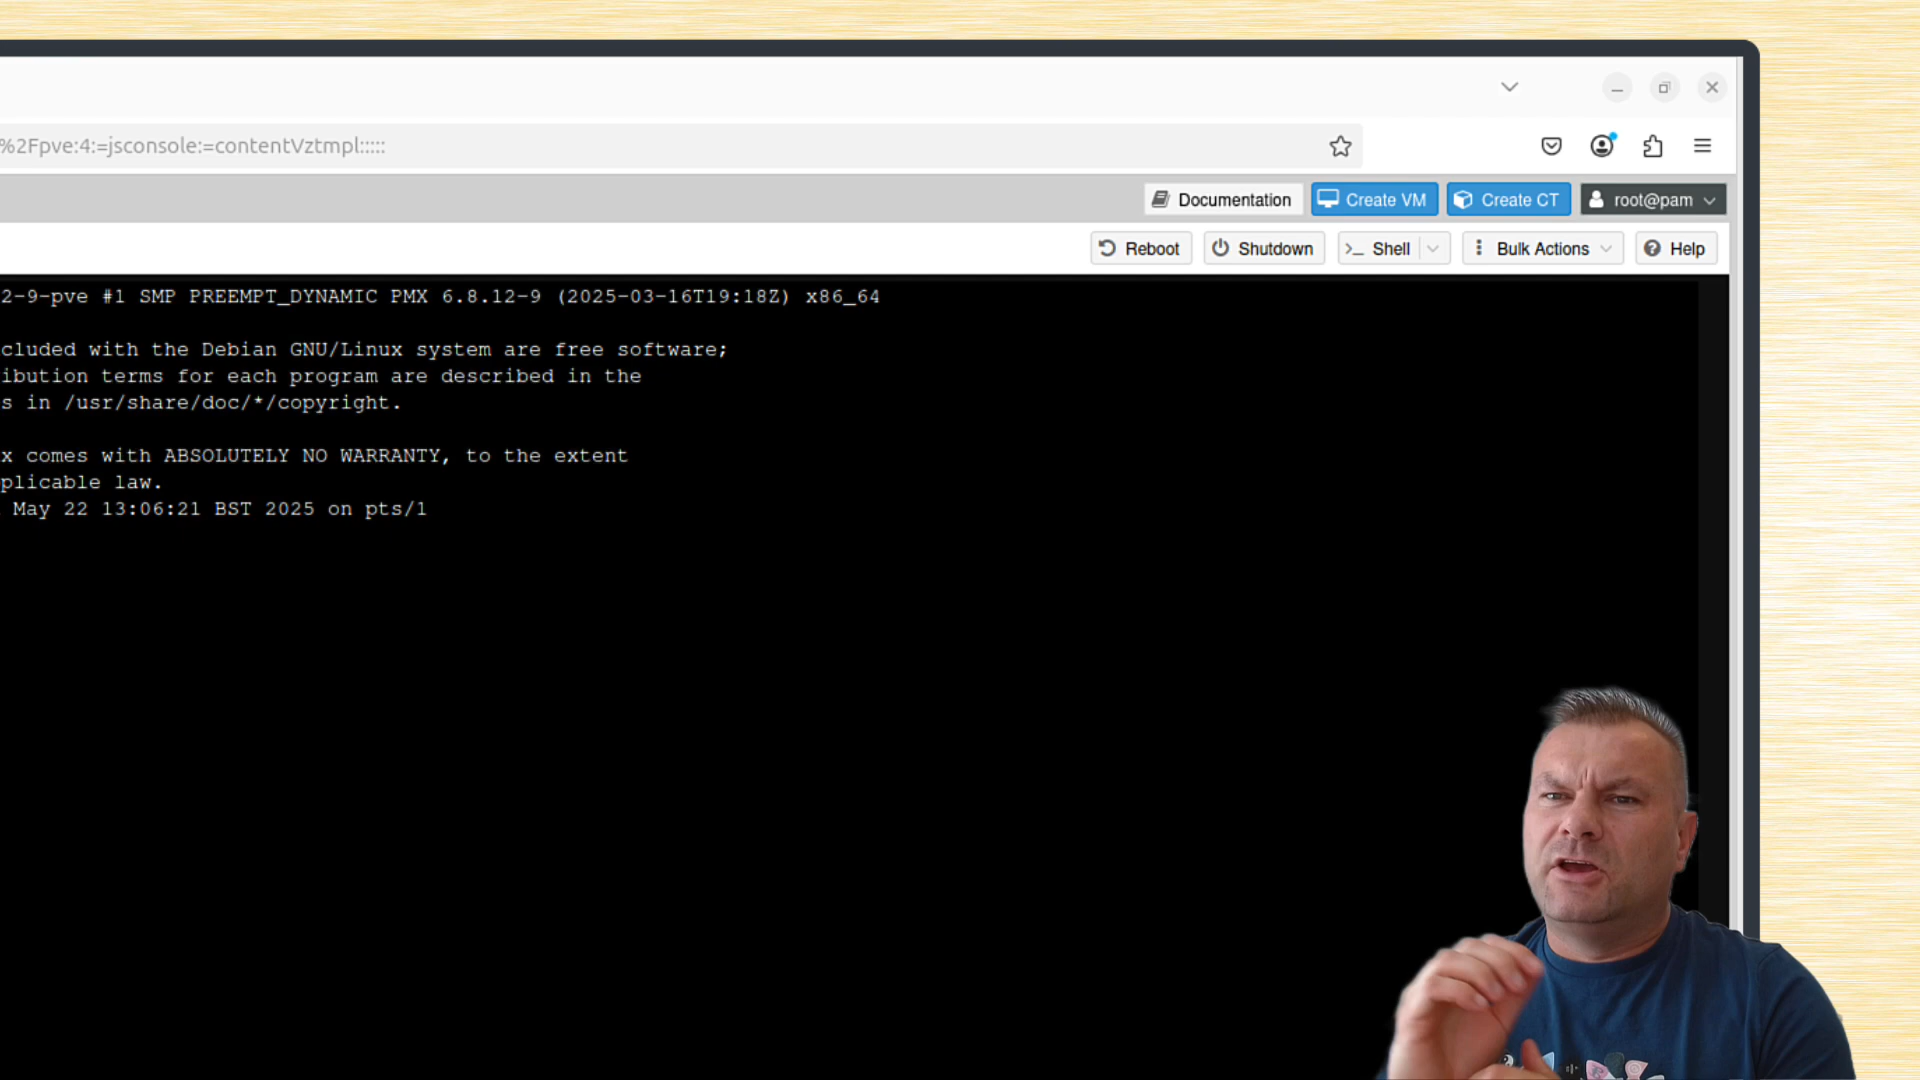 %2Fpve:4:=jsconsole:=contentVztmpl:::::
Documentation Create VM Create CT root@pam
Reboot Shutdown >_ Shell Bulk Actions Help
2-9-pve #1 SMP PREEMPT_DYNAMIC PMX 6.8.12-9 (2025-03-16T19:18Z) x86_64
cluded with the Debian GNU/Linux system are free software;
ibution terms for each program are described in the
s in /usr/share/doc/*/copyright.
x comes with ABSOLUTELY NO WARRANTY, to the extent
plicable law.
May 22 13:06:21 BST 2025 on pts/1